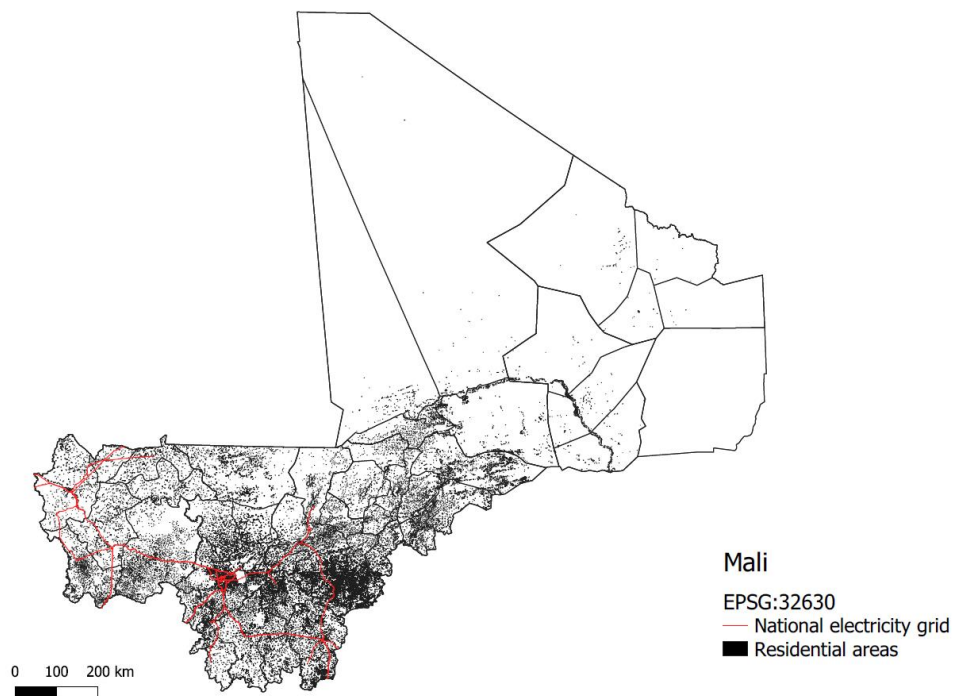 Mali
EPSG:32630
National electricity grid
Residential areas
0 100 200 km